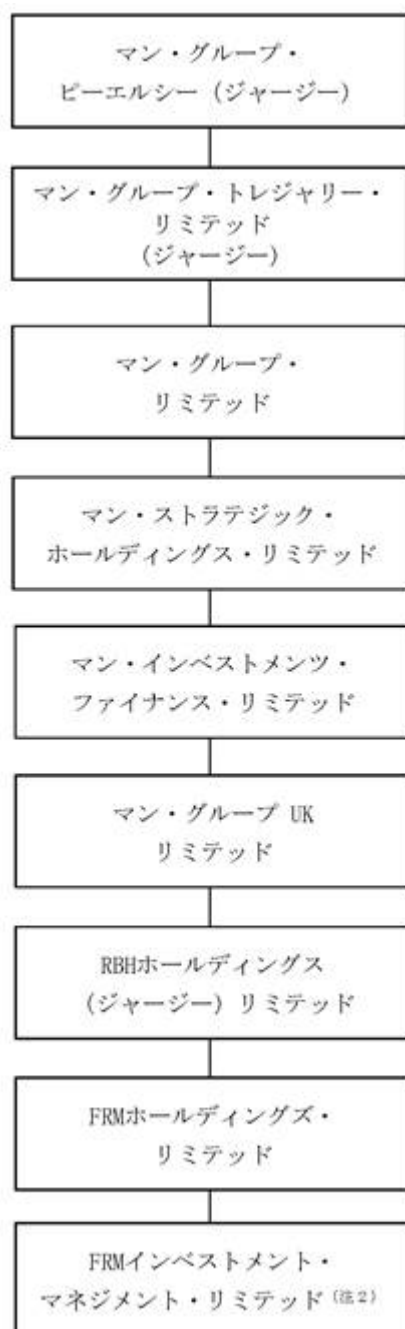 マン・グループ・
ピーエルシー（ジャージー）
マン・グループ・トレジャリー・
リミテッド
（ジャージー）
マン・グループ・
リミテッド
マン・ストラテジック・
ホールディングス・リミテッド
マン・インベストメンツ・
ファイナンス・リミテッド
マン・グループ UK
リミテッド
RBHホールディングス
（ジャージー）リミテッド
FRMホールディングズ・
リミテッド
FRMインベストメント・
マネジメント・リミテッド（注2）